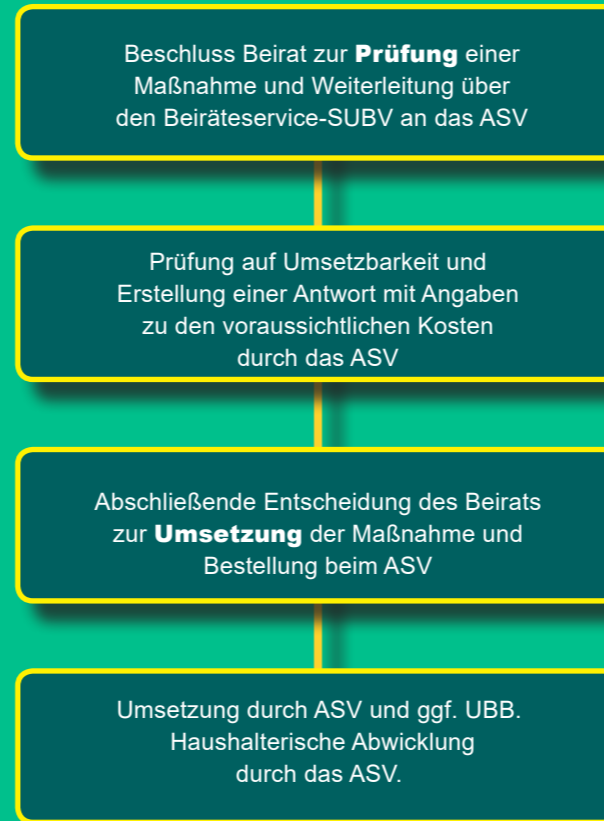 Beschluss Beirat zur Prüfung einer
Maßnahme und Weiterleitung über
den Beiräteservice-SUBV an das ASV
Prüfung auf Umsetzbarkeit und
Erstellung einer Antwort mit Angaben
zu den voraussichtlichen Kosten
durch das ASV
Abschließende Entscheidung des Beirats
zur Umsetzung der Maßnahme und
Bestellung beim ASV
Umsetzung durch ASV und ggf. UBB.
Haushalterische Abwicklung
durch das ASV.